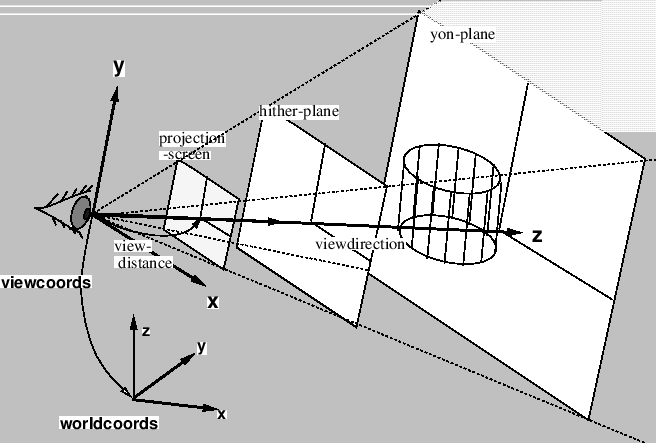 yon-plane
y
hither-plane
projection
-screen
z
viewdirection
view-
distance
x
viewcoords
z
y
x
worldcoords